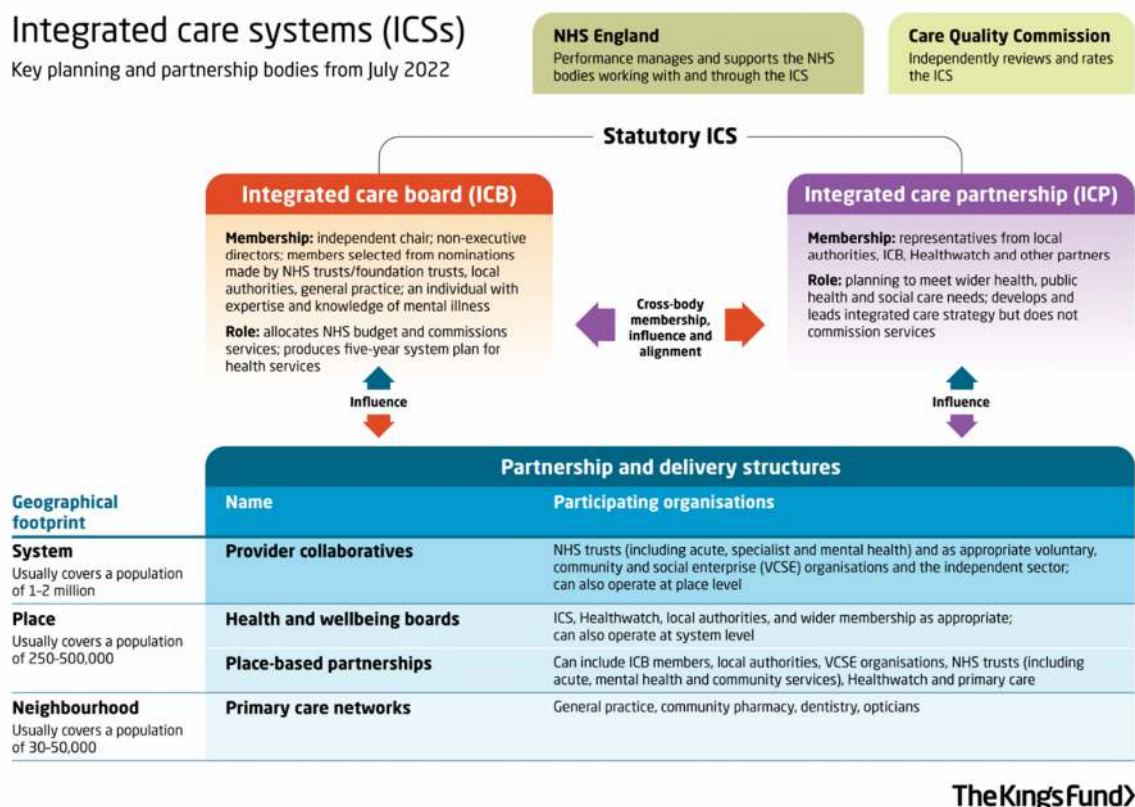 Integrated care systems (ICSs)
Key planning and partnership bodies from July 2022
NHS England
Performance manages and supports the NHS
bodies working with and through the ICS
Care Quality Commission
Independently reviews and rates
the ICS
Statutory ICS
Integrated care board (ICB)
Membership: independent chair; non-executive
directors; members selected from nominations
made by NHS trusts/foundation trusts, local
authorities, general practice; an individual with
expertise and knowledge of mental illness
Role: allocates NHS budget and commissions
services; produces five-year system plan for
health services
Cross-body
membership,
influence and
alignment
Integrated care partnership (ICP)
Membership: representatives from local
authorities, ICB, Healthwatch and other partners
Role: planning to meet wider health, public
health and social care needs; develops and
leads integrated care strategy but does not
commission services
Influence
Influence
Partnership and delivery structures
Geographical
footprint
Name
Participating organisations
System
Usually covers a population
of 1-2 million
Provider collaboratives
NHS trusts (including acute, specialist and mental health) and as appropriate voluntary,
community and social enterprise (VCSE) organisations and the independent sector;
can also operate at place level
Place
Usually covers a population
of 250-500,000
Health and wellbeing boards
ICS, Healthwatch, local authorities, and wider membership as appropriate;
can also operate at system level
Place-based partnerships
Can include ICB members, local authorities, VCSE organisations, NHS trusts (including
acute, mental health and community services), Healthwatch and primary care
Neighbourhood
Usually covers a population
of 30-50,000
Primary care networks
General practice, community pharmacy, dentistry, opticians
The King's Fund